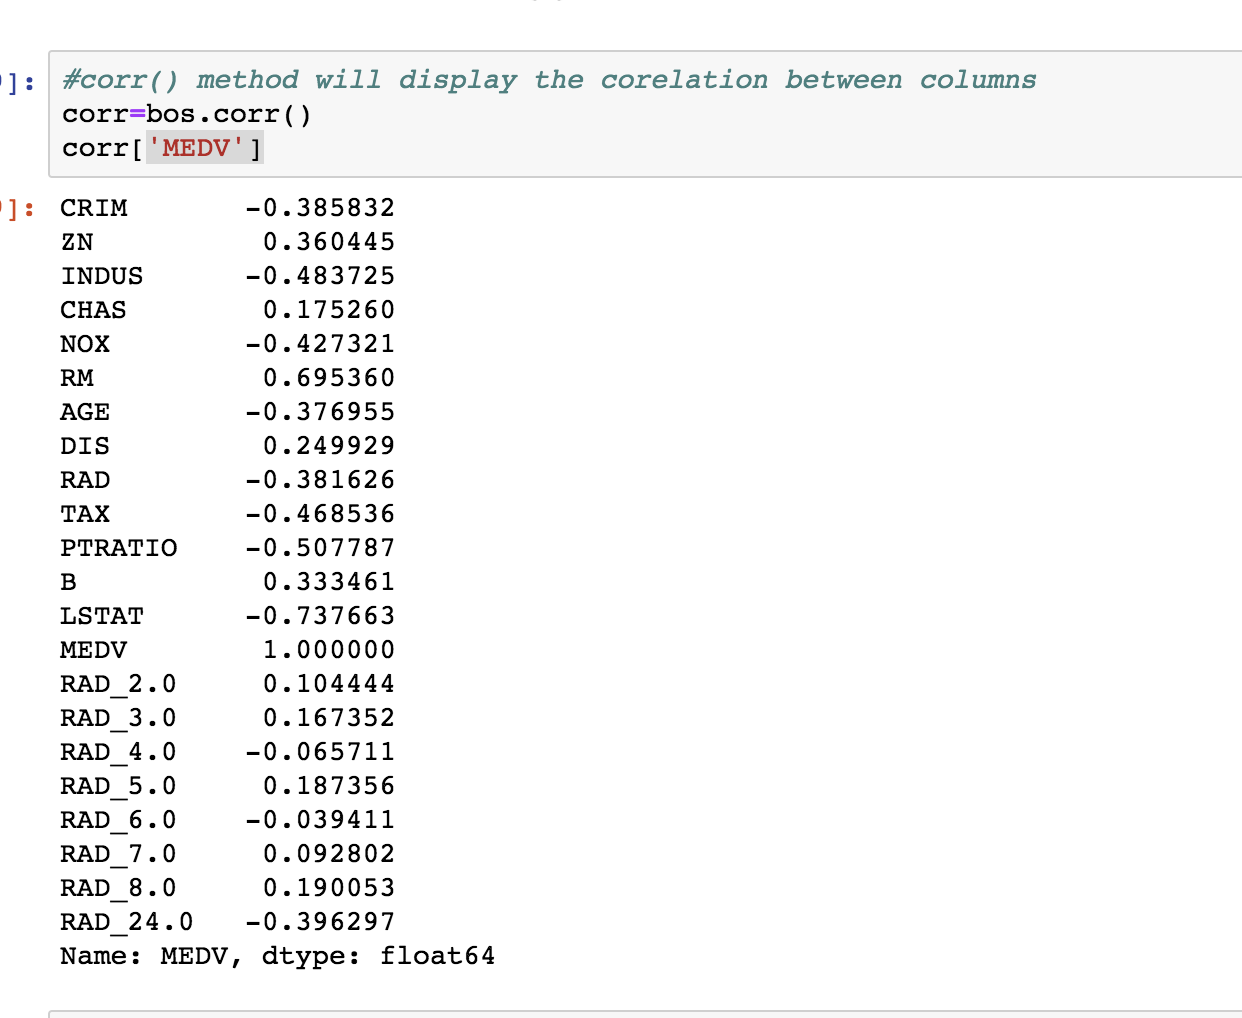 ]: #corr() method will display the corelation between columns
corr=bos.corr()
corr['MEDV']
]: CRIM -0.385832
ZN 0.360445
INDUS -0.483725
CHAS 0.175260
NOX -0.427321
RM 0.695360
AGE -0.376955
DIS 0.249929
RAD -0.381626
TAX -0.468536
PTRATIO -0.507787
B 0.333461
LSTAT -0.737663
MEDV 1.000000
RAD_2.0 0.104444
RAD_3.0 0.167352
RAD_4.0 -0.065711
RAD_5.0 0.187356
RAD_6.0 -0.039411
RAD_7.0 0.092802
RAD_8.0 0.190053
RAD_24.0 -0.396297
Name: MEDV, dtype: float64